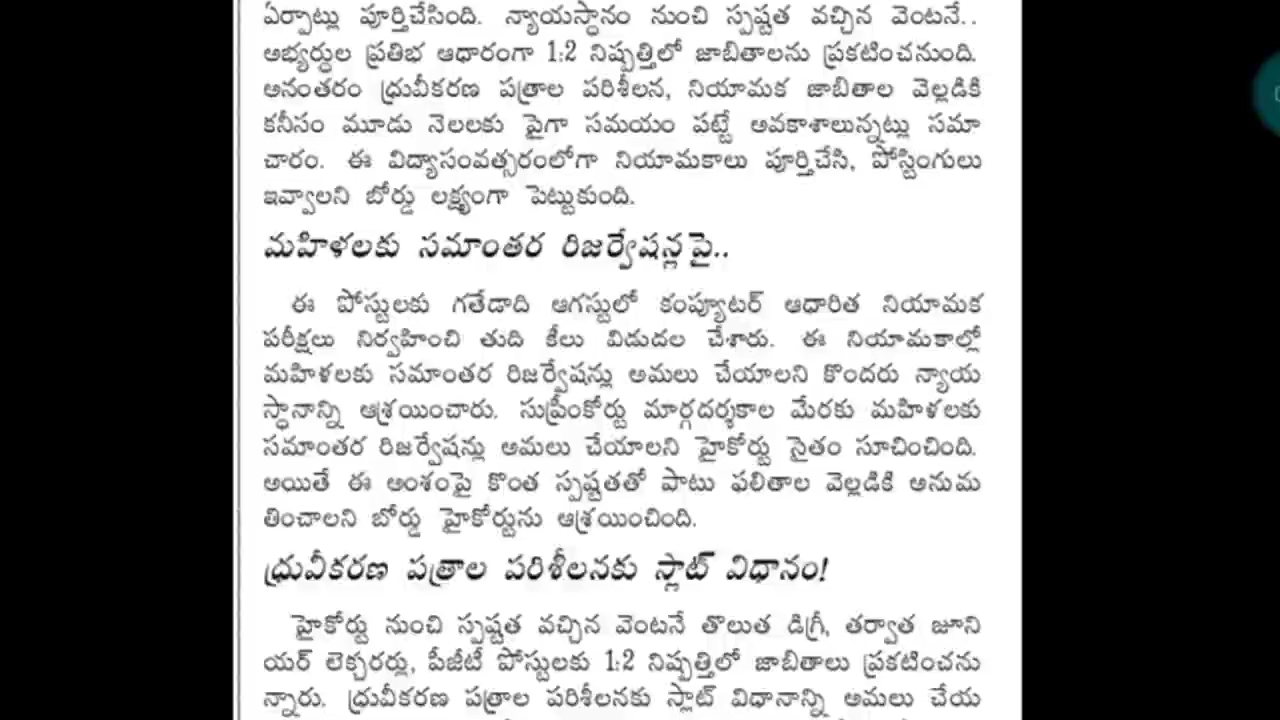 ఏర్పాట్లు పూర్తిచేసింది. న్యాయస్థానం నుంచి స్పష్టత వచ్చిన వెంటనే..
అభ్యర్థుల ప్రతిభ ఆధారంగా 1:2 నిష్పత్తిలో జాబితాలను ప్రకటించనుంది.
అనంతరం ధ్రువీకరణ పత్రాల పరిశీలన, నియామక జాబితాల వెల్లడికి
కనీసం మూడు నెలలకు పైగా సమయం పట్టే అవకాశాలున్నట్లు సమా
చారం. ఈ విద్యాసంవత్సరంలోగా నియామకాలు పూర్తిచేసి, పోస్టింగులు
ఇవ్వాలని బోర్డు లక్ష్యంగా పెట్టుకుంది.
మహిళలకు సమాంతర రిజర్వేషన్లపై..
ఈ పోస్టులకు గతేడాది ఆగస్టులో కంప్యూటర్ ఆధారిత నియామక
పరీక్షలు నిర్వహించి తుది కీలు విడుదల చేశారు. ఈ నియామకాల్లో
మహిళలకు సమాంతర రిజర్వేషన్లు అమలు చేయాలని కొందరు న్యాయ
స్థానాన్ని ఆశ్రయించారు. సుప్రీంకోర్టు మార్గదర్శకాల మేరకు మహిళలకు
సమాంతర రిజర్వేషన్లు అమలు చేయాలని హైకోర్టు సైతం సూచించింది.
అయితే ఈ అంశంపై కొంత స్పష్టతతో పాటు ఫలితాల వెల్లడికి అనుమ
తించాలని బోర్డు హైకోర్టును ఆశ్రయించింది.
ధ్రువీకరణ పత్రాల పరిశీలనకు స్లాట్ విధానం!
హైకోర్టు నుంచి స్పష్టత వచ్చిన వెంటనే తొలుత డిగ్రీ, తర్వాత జూని
యర్ లెక్చరర్లు, పీజీటీ పోస్టులకు 1:2 నిష్పత్తిలో జాబితాలు ప్రకటించను
న్నారు. ధ్రువీకరణ పత్రాల పరిశీలనకు స్లాట్ విధానాన్ని అమలు చేయ